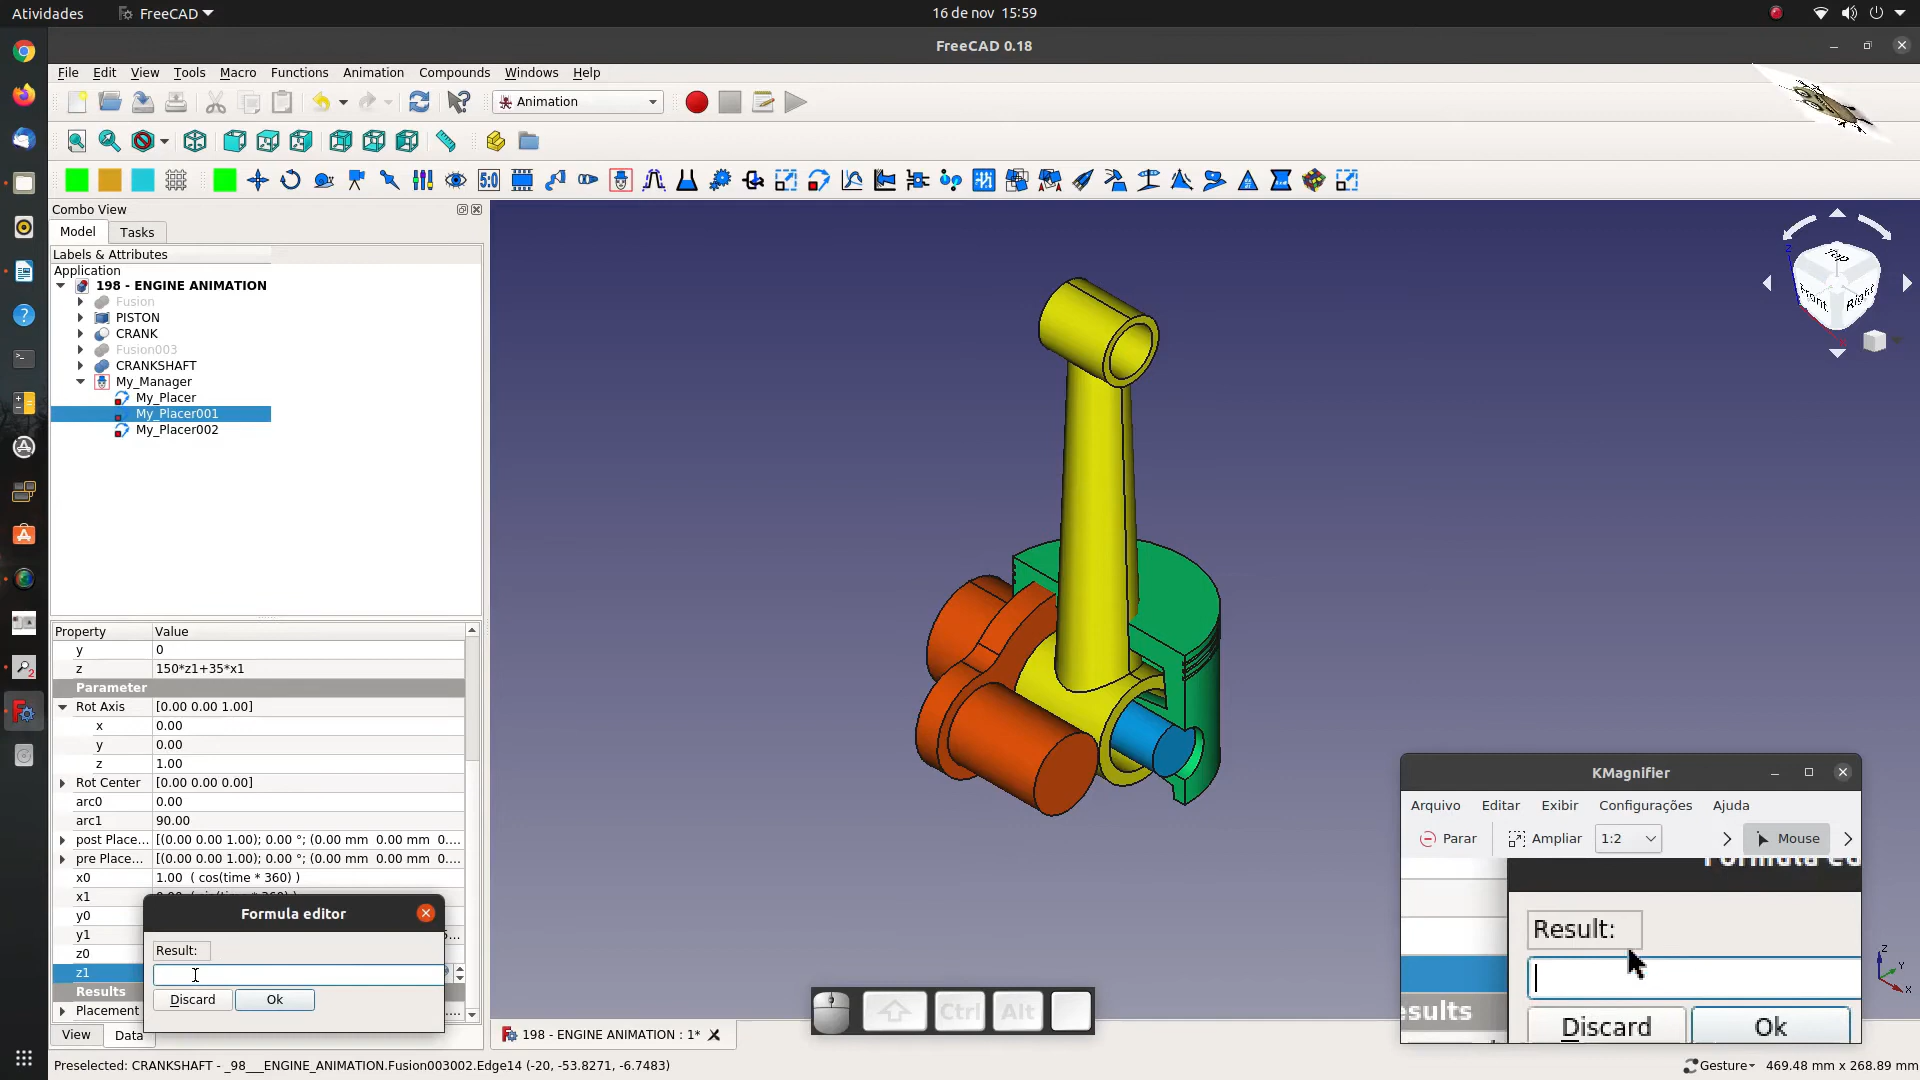 Atividades
FreeCAD
16 de nov 15:59
FreeCAD 0.18
File Edit View Tools Macro Functions Animation Compounds Windows Help
Animation
5:0
Combo View
Model
Tasks
Labels & Attributes
Application
198 - ENGINE ANIMATION
Fusion
PISTON
CRANK
Fusion003
CRANKSHAFT
My_Manager
My_Placer
My_Placer001
My_Placer002
Top
Front
Right
Property Value
y 0
z 150*z1+35*x1
Parameter
Rot Axis [0.00 0.00 1.00]
x 0.00
y 0.00
z 1.00
Rot Center [0.00 0.00 0.00]
arc0 0.00
arc1 90.00
post Place... [(0.00 0.00 1.00); 0.00 °; (0.00 mm 0.00 mm 0....
pre Place... [(0.00 0.00 1.00); 0.00 °; (0.00 mm 0.00 mm 0....
x0 1.00 ( cos(time * 360) )
x1
y0
y1
z0
z1
Results
Placement
Formula editor
Result:
Discard
Ok
View
Data
198 - ENGINE ANIMATION : 1*
Ctrl
Alt
KMagnifier
Arquivo Editar Exibir Configurações Ajuda
Parar
Ampliar
1:2
Mouse
Result:
esults
Discard
Ok
Z
Y
X
Preselected: CRANKSHAFT - _98___ENGINE_ANIMATION.Fusion003002.Edge14 (-20, -53.8271, -6.7483)
Gesture
469.48 mm x 268.89 mm